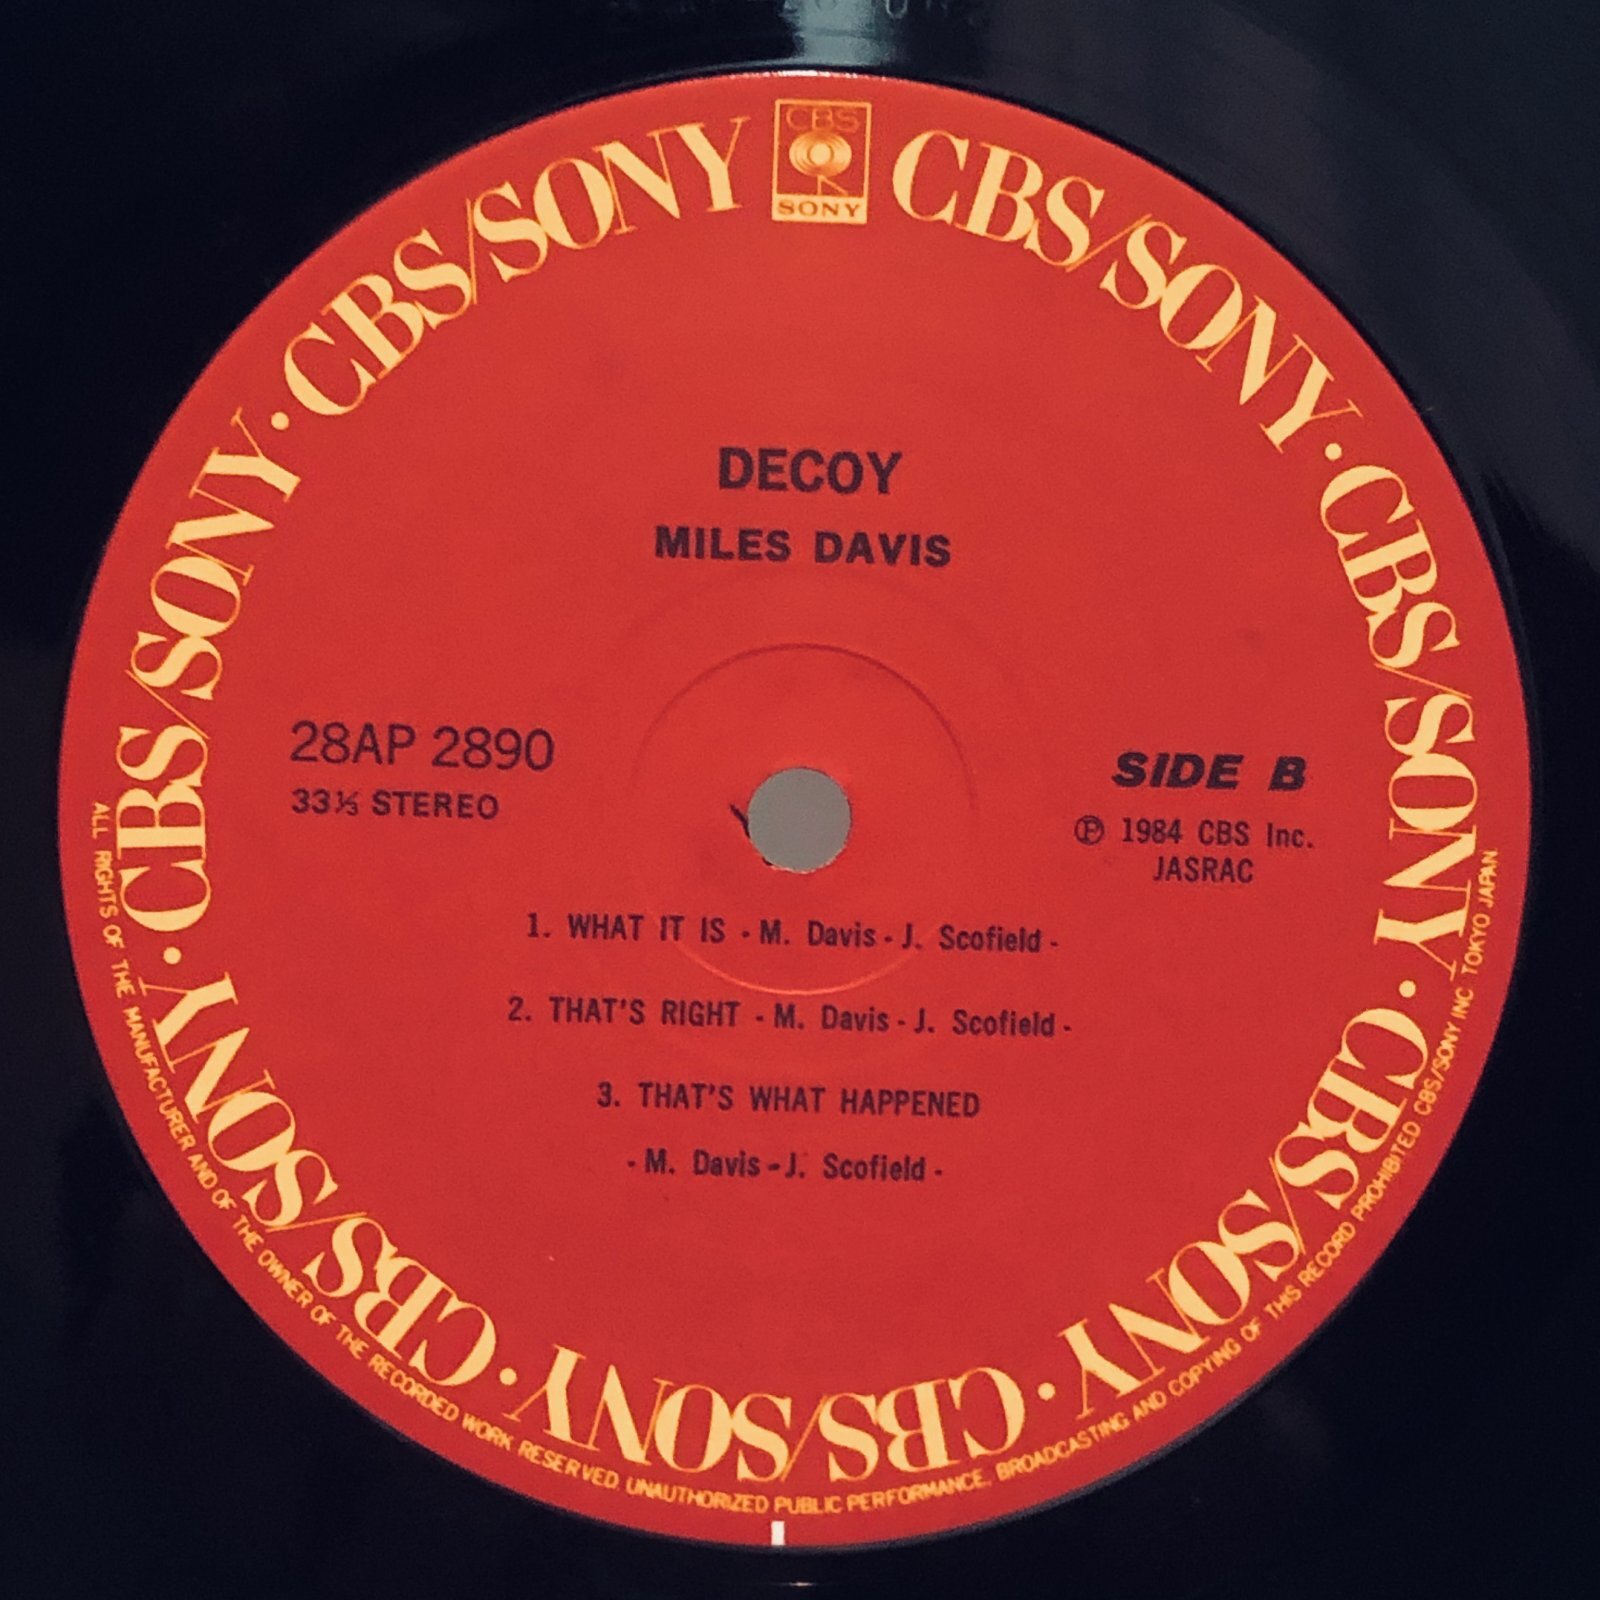 CBS
SONY
CBS/SONY · CBS/SONY · CBS/SONY · CBS/SONY · CBS/SONY · CBS/SONY · CBS/SONY
DECOY
MILES DAVIS
28AP 2890
33⅓ STEREO
SIDE B
Ⓟ 1984 CBS Inc.
JASRAC
1. WHAT IT IS - M. Davis - J. Scofield -
2. THAT'S RIGHT - M. Davis - J. Scofield -
3. THAT'S WHAT HAPPENED
- M. Davis - J. Scofield -
ALL RIGHTS OF THE MANUFACTURER AND OF THE OWNER OF THE RECORDED WORK RESERVED. UNAUTHORIZED PUBLIC PERFORMANCE, BROADCASTING AND COPYING OF THIS RECORD PROHIBITED CBS/SONY INC. TOKYO JAPAN